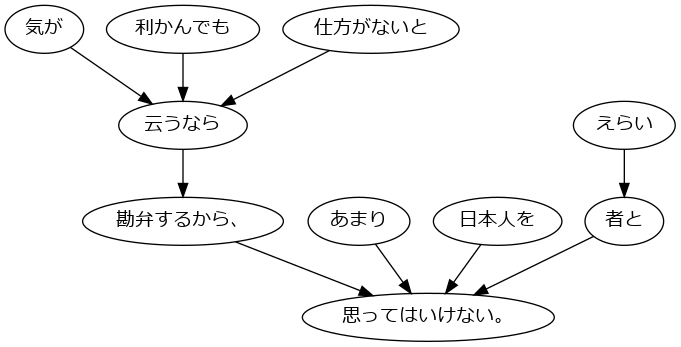 気が 利かんでも 仕方がないと
云うなら えらい
勘弁するから、 あまり 日本人を 者と
思ってはいけない。